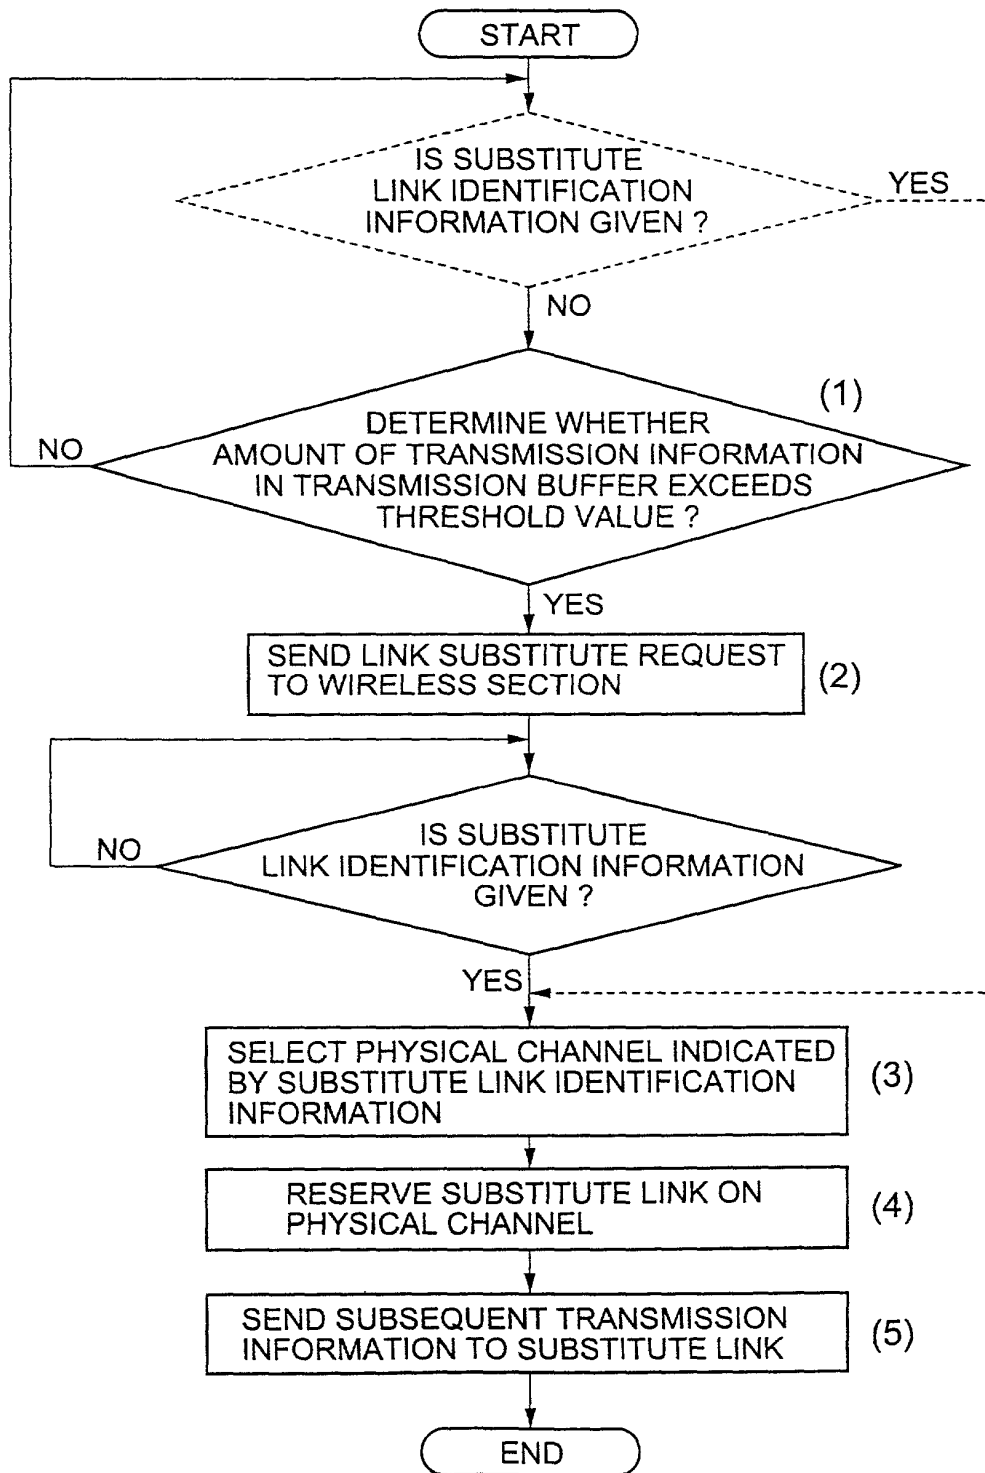 START
IS SUBSTITUTE
LINK IDENTIFICATION
INFORMATION GIVEN ?
YES
NO
(1)
DETERMINE WHETHER
AMOUNT OF TRANSMISSION INFORMATION
IN TRANSMISSION BUFFER EXCEEDS
THRESHOLD VALUE ?
NO
YES
SEND LINK SUBSTITUTE REQUEST
TO WIRELESS SECTION
(2)
IS SUBSTITUTE
LINK IDENTIFICATION INFORMATION
GIVEN ?
NO
YES
SELECT PHYSICAL CHANNEL INDICATED
BY SUBSTITUTE LINK IDENTIFICATION
INFORMATION
(3)
RESERVE SUBSTITUTE LINK ON
PHYSICAL CHANNEL
(4)
SEND SUBSEQUENT TRANSMISSION
INFORMATION TO SUBSTITUTE LINK
(5)
END